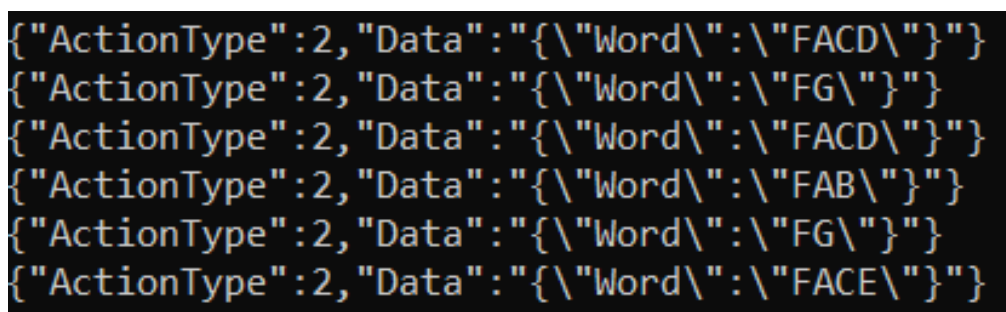 {"ActionType":2,"Data":"{\"Word\":\"FACD\"}"}
{"ActionType":2,"Data":"{\"Word\":\"FG\"}"}
{"ActionType":2,"Data":"{\"Word\":\"FACD\"}"}
{"ActionType":2,"Data":"{\"Word\":\"FAB\"}"}
{"ActionType":2,"Data":"{\"Word\":\"FG\"}"}
{"ActionType":2,"Data":"{\"Word\":\"FACE\"}"}